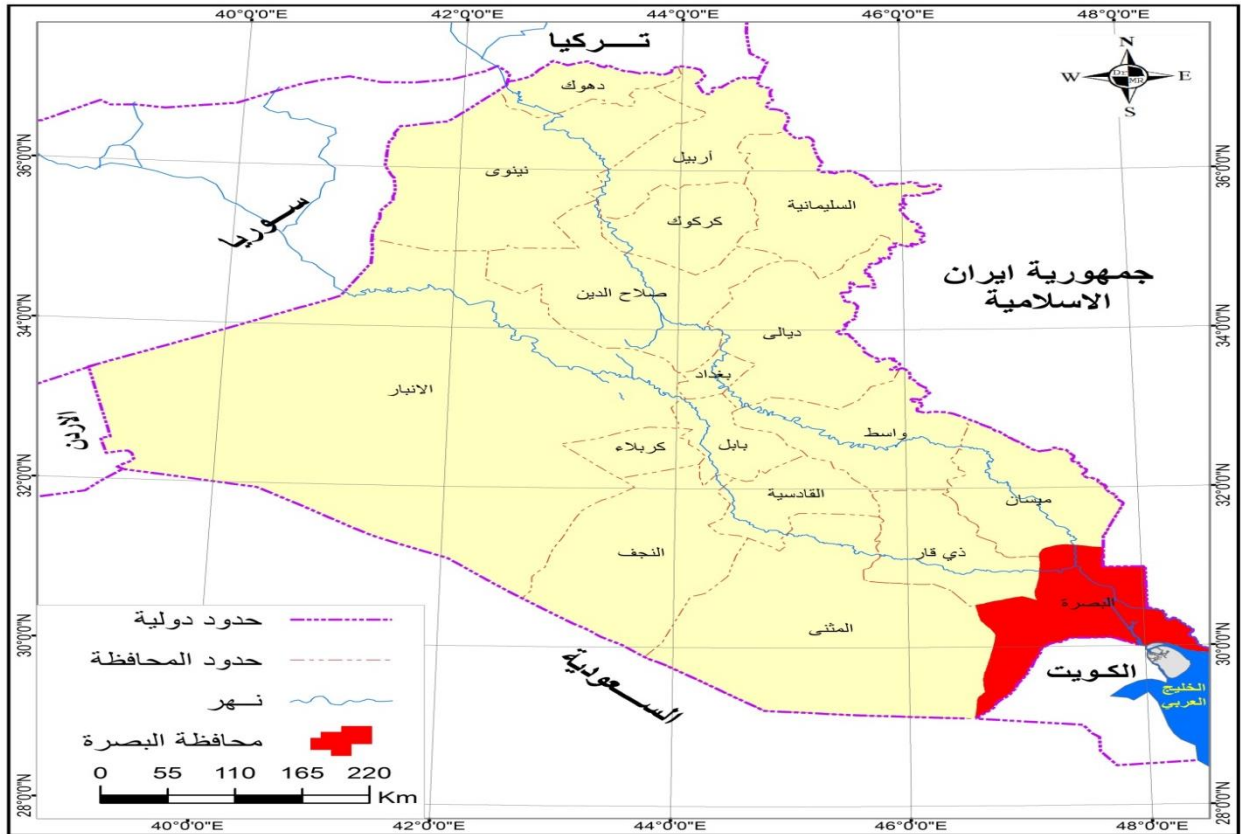 40°0'0"E 42°0'0"E 44°0'0"E 46°0'0"E 48°0'0"E
تـــركيا
N
W E
S
دهوك
أربيل
نينوى
36°0'0"N
36°0'0"N
السليمانية
كركوك
ســوريا
جمهورية ايران
الاسلامية
صلاح الدين
34°0'0"N
34°0'0"N
ديالى
بغداد
الانبار
الاردن
واسط
بابل
كربلاء
32°0'0"N
32°0'0"N
القادسية
ميسان
النجف
ذي قار
البصرة
المثنى
30°0'0"N
30°0'0"N
الكويت
الخليج
العربي
الســعودية
حدود دولية
حدود المحافظة
نــهر
محافظة البصرة
0 55 110 165 220
Km
28°0'0"N
28°0'0"N
40°0'0"E 42°0'0"E 44°0'0"E 46°0'0"E 48°0'0"E